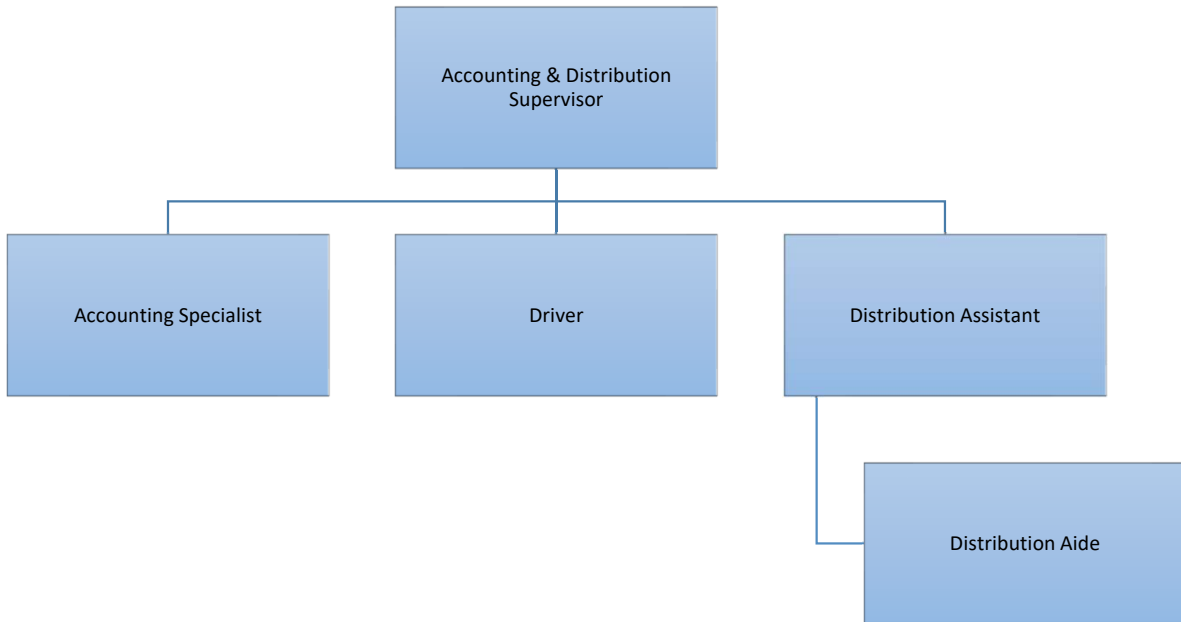 Accounting & Distribution
Supervisor
Accounting Specialist
Driver
Distribution Assistant
Distribution Aide